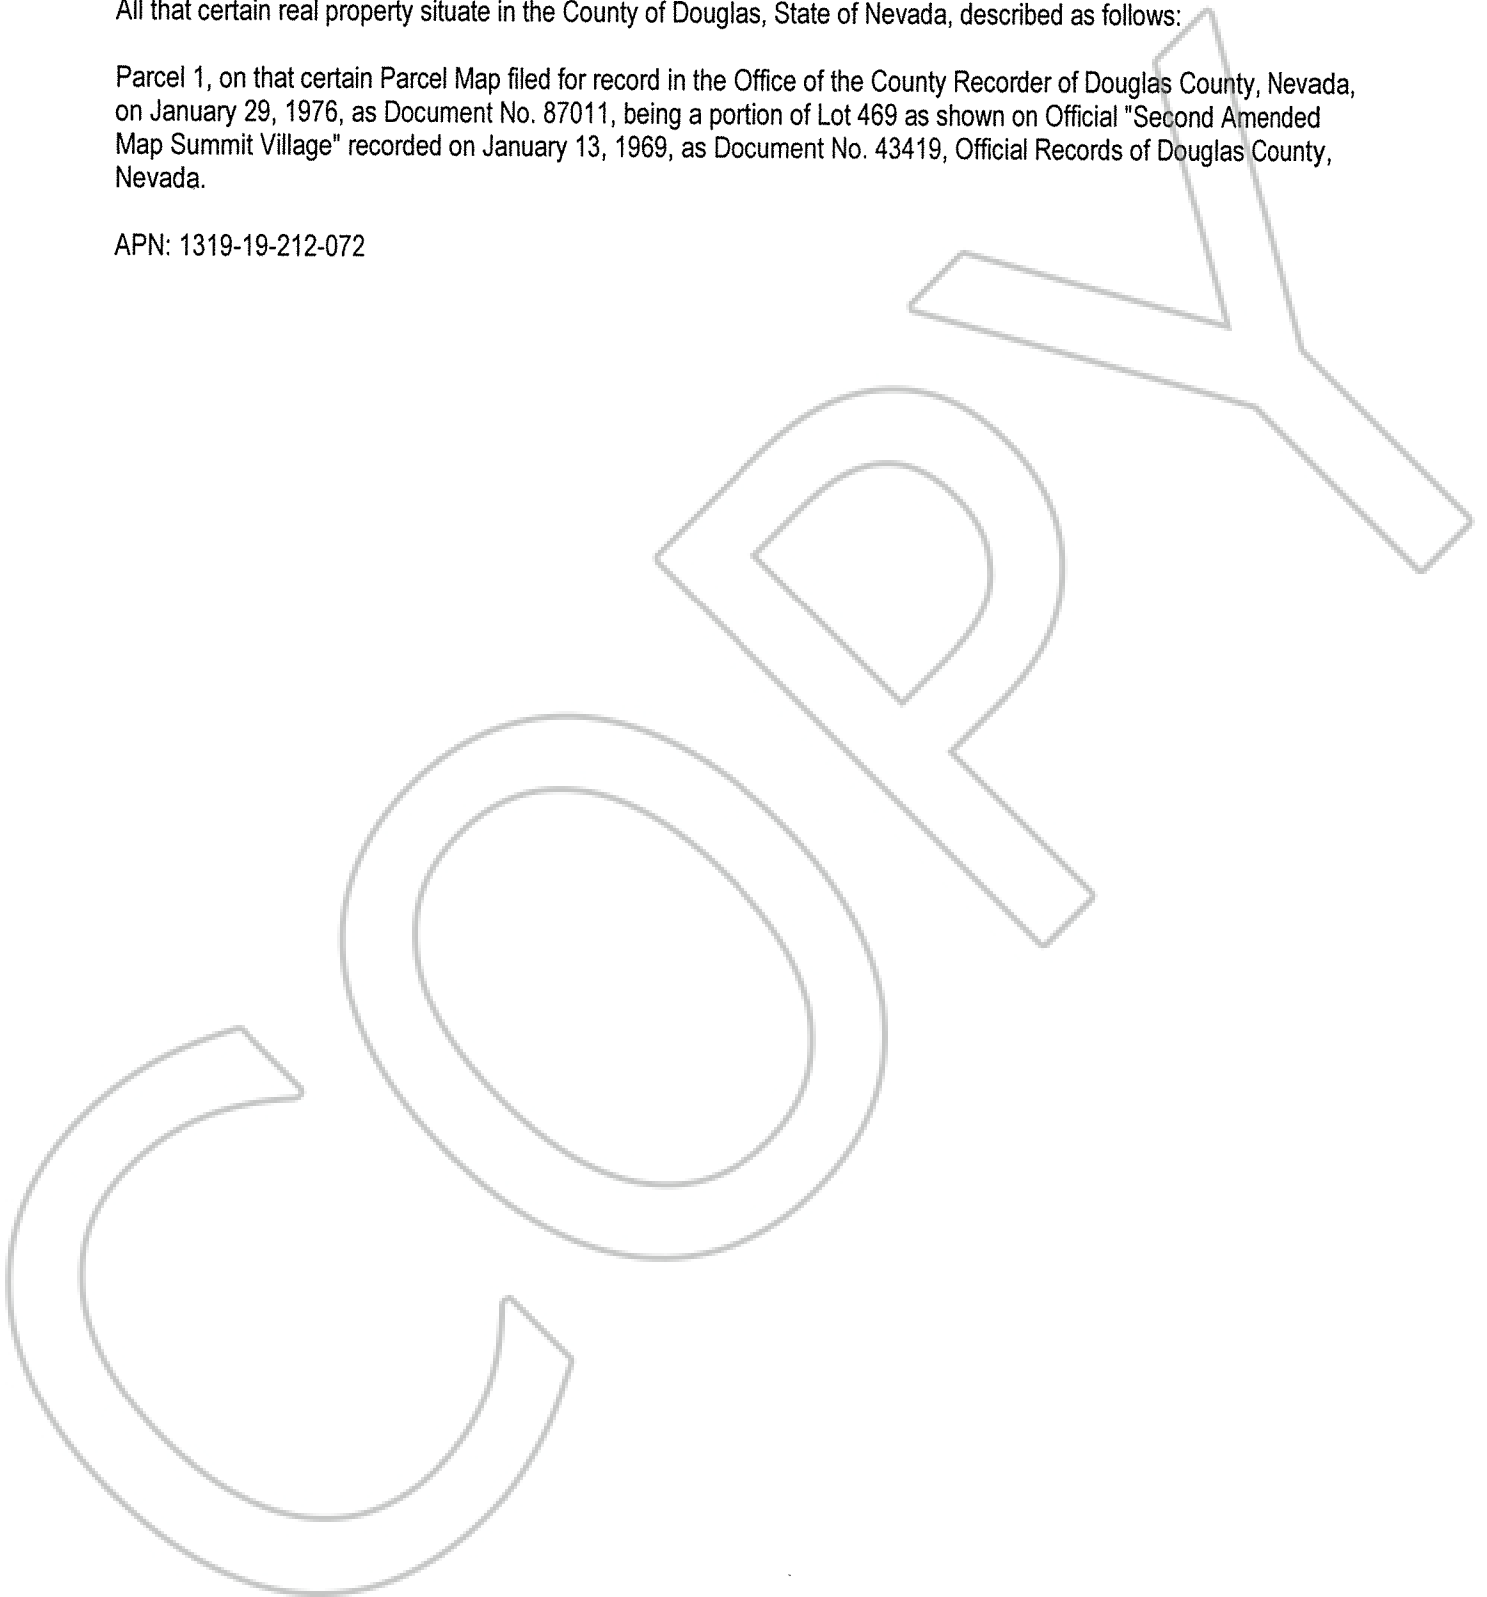 All that certain real property situate in the County of Douglas, State of Nevada, described as follows:
Parcel 1, on that certain Parcel Map filed for record in the Office of the County Recorder of Douglas County, Nevada,
on January 29, 1976, as Document No. 87011, being a portion of Lot 469 as shown on Official "Second Amended
Map Summit Village" recorded on January 13, 1969, as Document No. 43419, Official Records of Douglas County,
Nevada.
APN: 1319-19-212-072
COPY